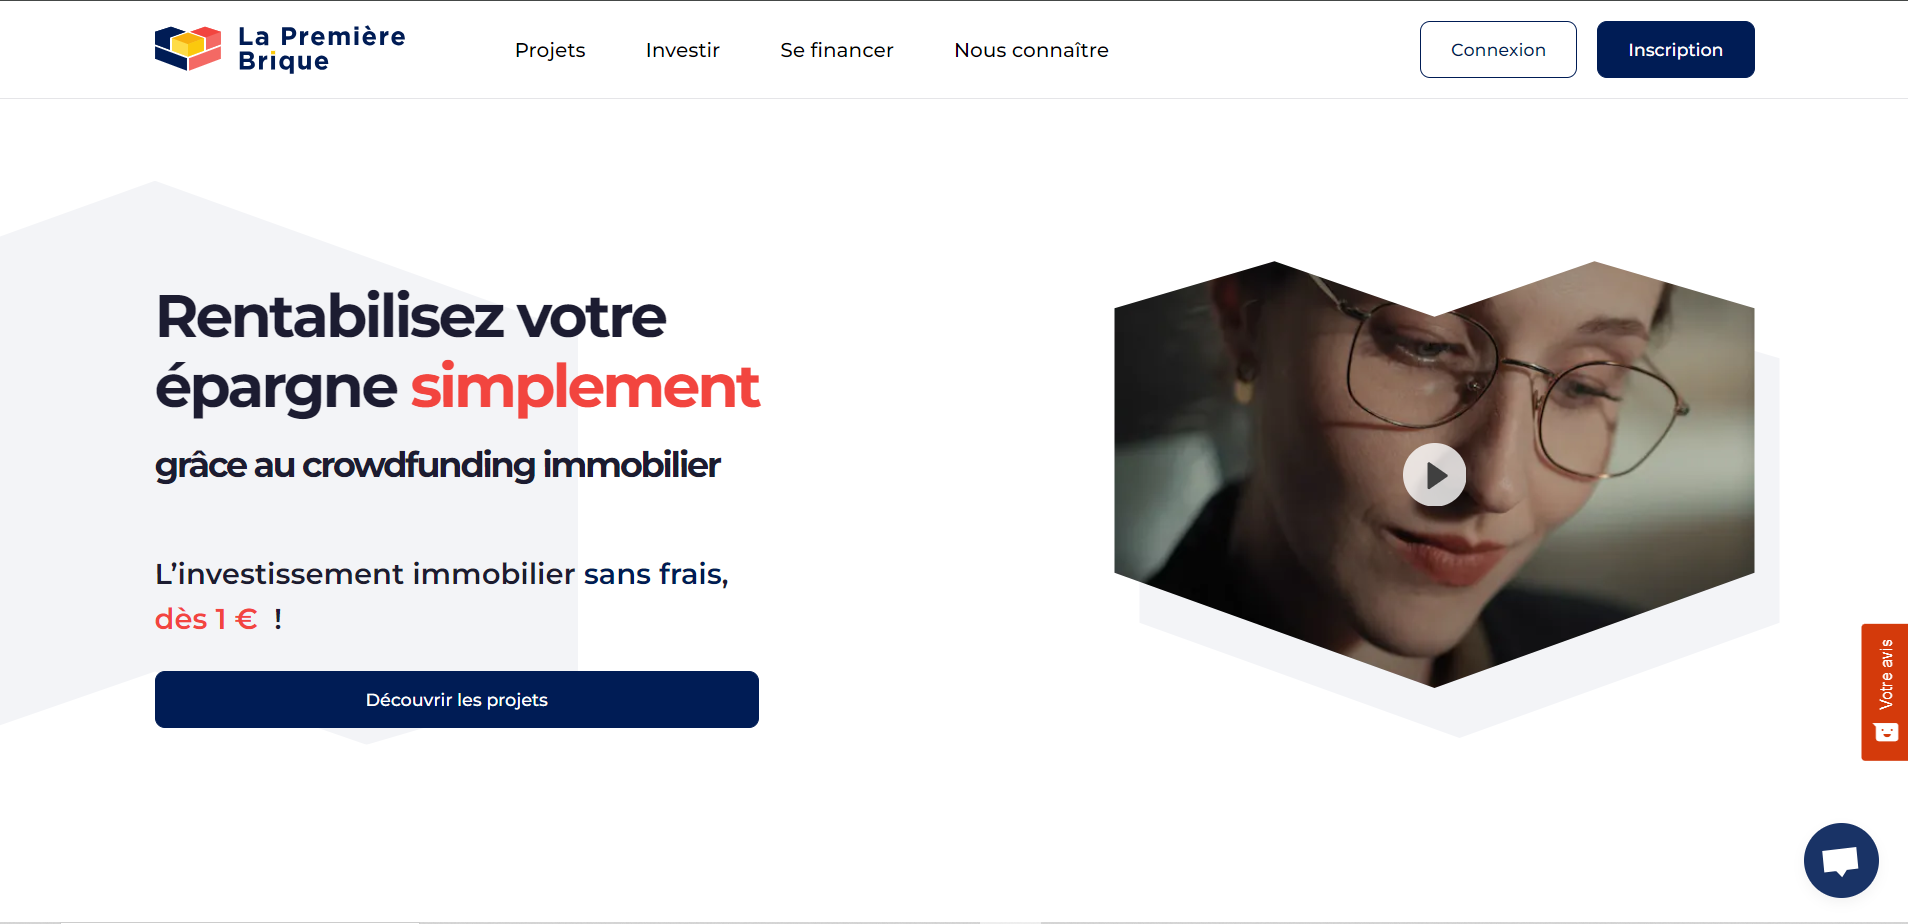 La Première
Brique
Projets
Investir
Se financer
Nous connaître
Connexion
Inscription
Rentabilisez votre
épargne simplement
grâce au crowdfunding immobilier
L’investissement immobilier sans frais,
dès 1 € !
Découvrir les projets
Votre avis